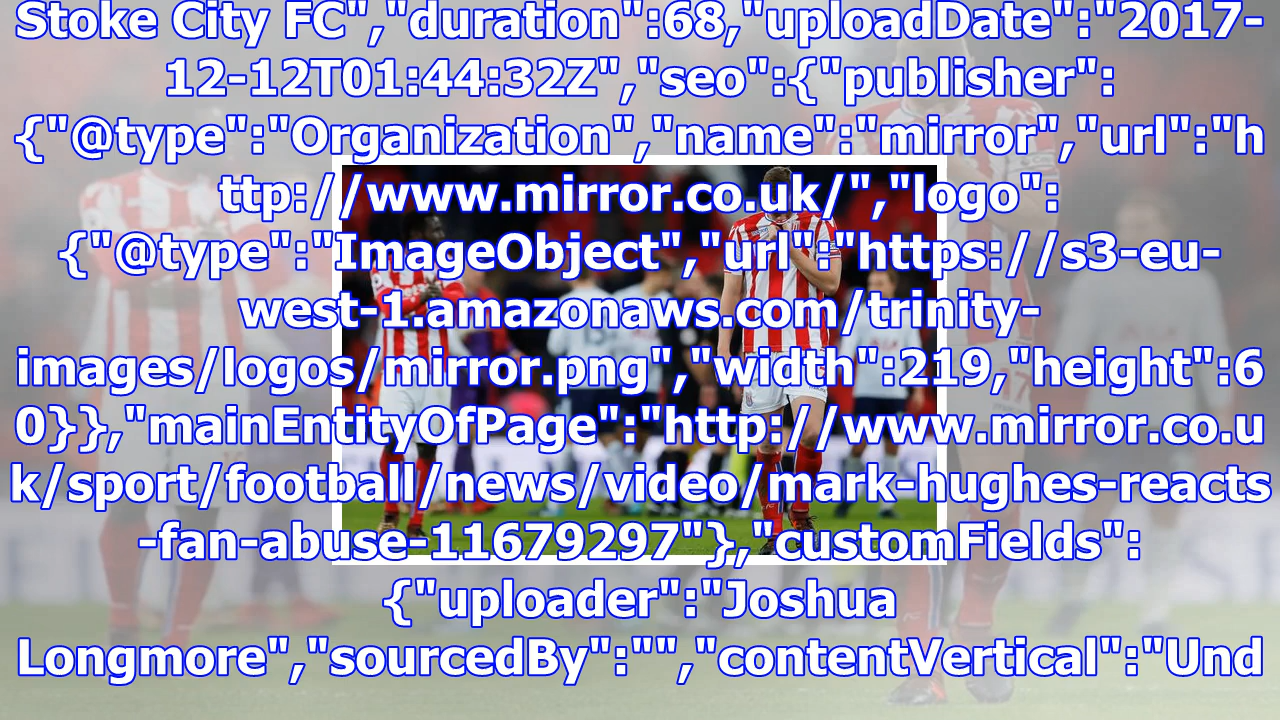 Stoke City FC","duration":68,"uploadDate":"2017-
12-12T01:44:32Z","seo":{"publisher":
{"@type":"Organization","name":"mirror","url":"h
ttp://www.mirror.co.uk/","logo":
{"@type":"ImageObject","url":"https://s3-eu-
west-1.amazonaws.com/trinity-
images/logos/mirror.png","width":219,"height":6
0}},"mainEntityOfPage":"http://www.mirror.co.u
k/sport/football/news/video/mark-hughes-reacts
-fan-abuse-11679297"},"customFields":
{"uploader":"Joshua
Longmore","sourcedBy":"","contentVertical":"Und